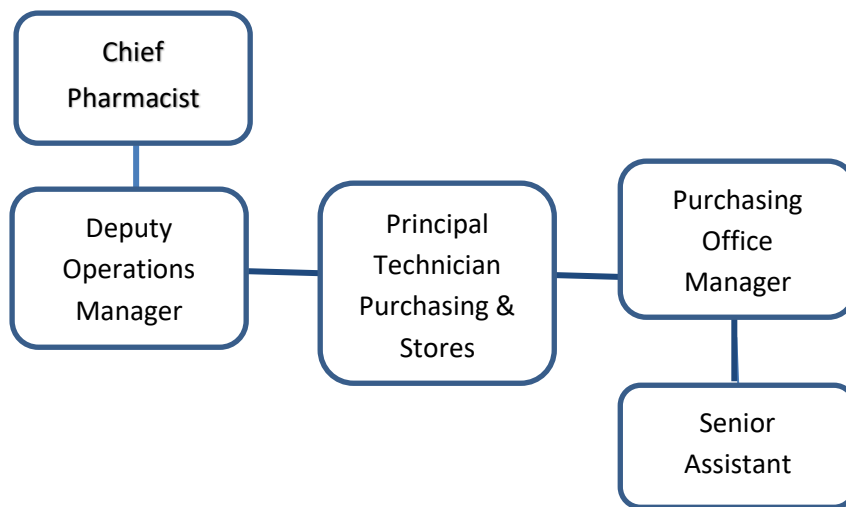 Chief
Pharmacist
Deputy
Operations
Manager
Principal
Technician
Purchasing &
Stores
Purchasing
Office
Manager
Senior
Assistant